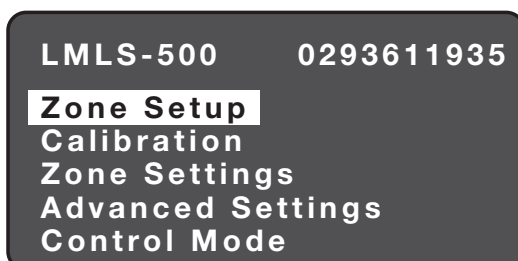 LMLS-500 0293611935
Zone Setup
Calibration
Zone Settings
Advanced Settings
Control Mode